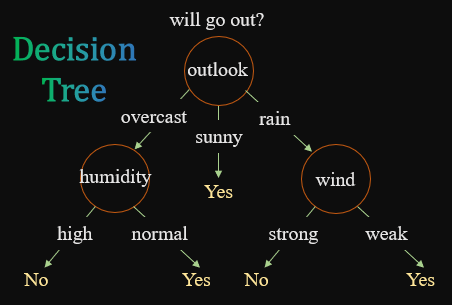 will go out?
Decision
Tree
outlook
overcast
sunny
rain
humidity
Yes
wind
high
normal
strong
weak
No
Yes
No
Yes